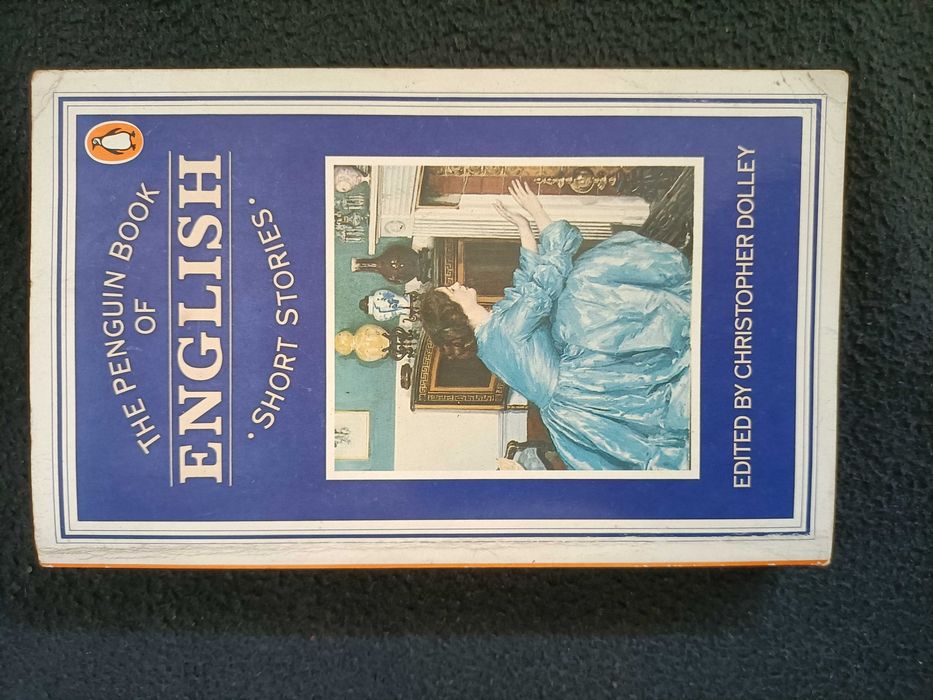 THE PENGUIN BOOK
OF
ENGLISH
· SHORT STORIES ·
EDITED BY CHRISTOPHER DOLLEY